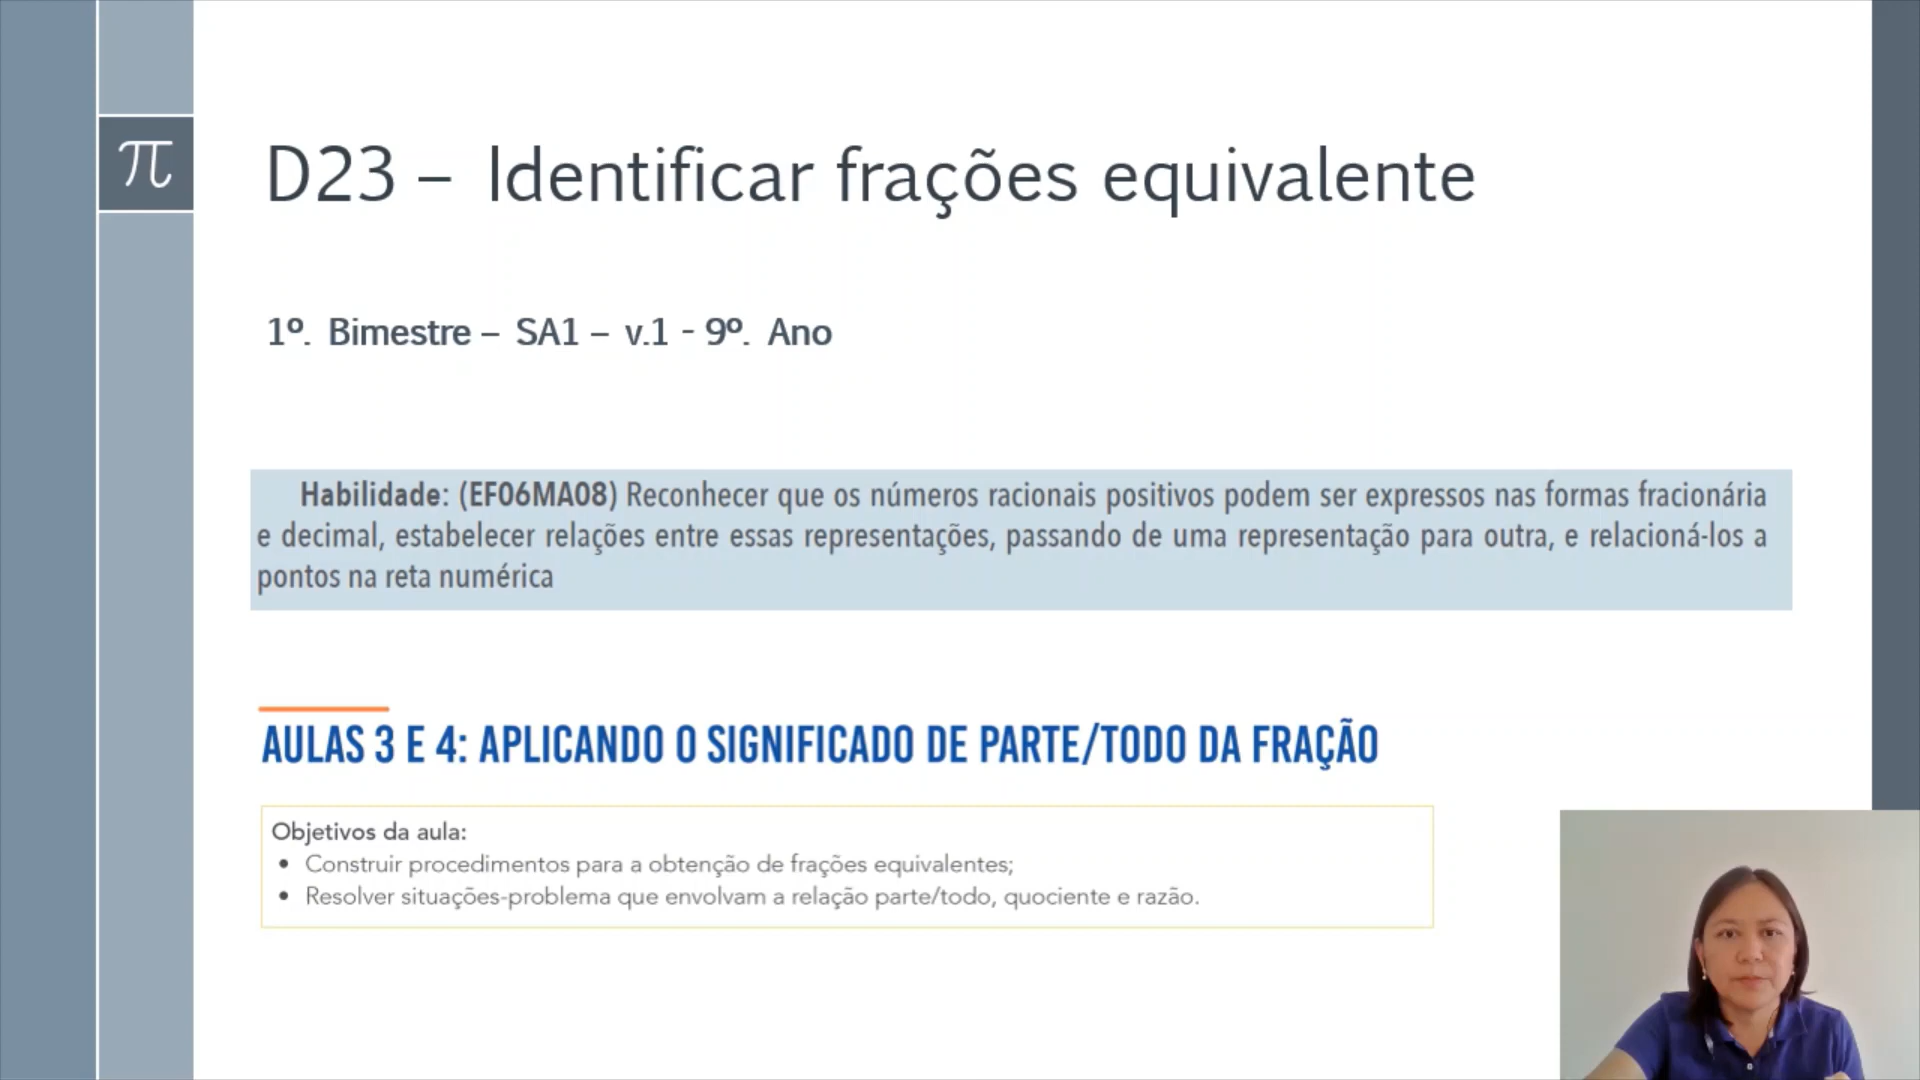 π
D23 – Identificar frações equivalente
1º. Bimestre – SA1 – v.1 - 9º. Ano
Habilidade: (EF06MA08) Reconhecer que os números racionais positivos podem ser expressos nas formas fracionária
e decimal, estabelecer relações entre essas representações, passando de uma representação para outra, e relacioná-los a
pontos na reta numérica
AULAS 3 E 4: APLICANDO O SIGNIFICADO DE PARTE/TODO DA FRAÇÃO
Objetivos da aula:
• Construir procedimentos para a obtenção de frações equivalentes;
• Resolver situações-problema que envolvam a relação parte/todo, quociente e razão.